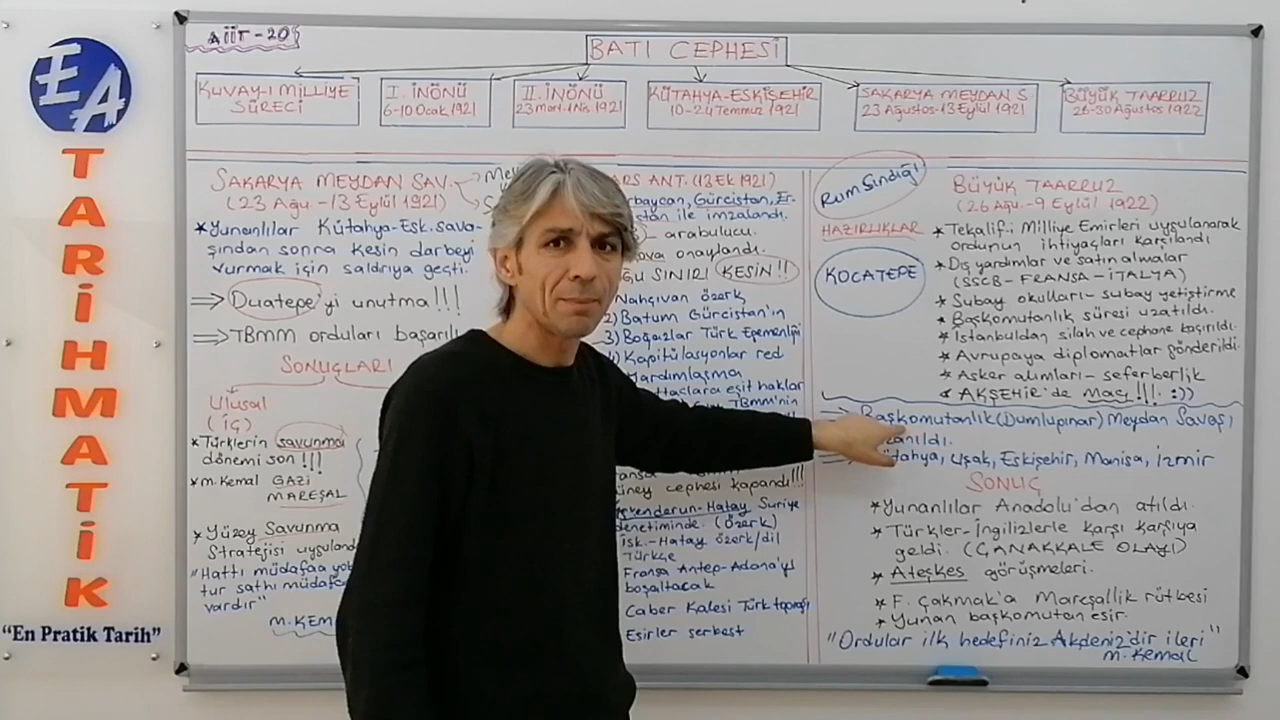 EA
TARİHMATİK
"En Pratik Tarih"
AİİT-20
BATI CEPHESİ
KUVAY-I MİLLİYE
SÜRECİ
I. İNÖNÜ
6-10 Ocak 1921
II. İNÖNÜ
23 Mart-1 Nis 1921
KÜTAHYA-ESKİŞEHİR
10-24 Temmuz 1921
SAKARYA MEYDAN S.
23 Ağustos-13 Eylül 1921
BÜYÜK TAARRUZ
26-30 Ağustos 1922
SAKARYA MEYDAN SAV.
(23 Ağu.-13 Eylül 1921)
*Yunanlılar Kütahya-Esk. sava-
şından sonra kesin darbeyi
vurmak için saldırıya geçti.
⇒ Duatepe'yi unutma!!!
⇒ TBMM orduları başarılı
SONUÇLARI
Ulusal
(İÇ)
*Türklerin savunma
dönemi son!!!
*M.Kemal GAZİ
MAREŞAL
*Yüzey Savunma
Stratejisi uyguland
"Hattı müdafaa yok
tur sathı müdafa
vardır"
M.KEM
ARS ANT. (13 Ek 1921)
rbaycan, Gürcistan, Er-
stan ile imzalandı.
- arabulucu.
ova onaylandı.
ğu SINIRI KESİN!!
Nahçıvan özerk
2) Batum Gürcistan'ın
3) Boğazlar Türk Egemenliği
4) Kapitülasyonlar red
Yardımlaşma
ttaçlara eşit haklar
TBMM'nin
üney cephesi kapandı!!!
skenderun-Hatay Suriye
denetiminde. (Özerk)
İsk.-Hatay özerk/dil
Türkçe
Fransa Antep-Adana'yı
boşaltacak
Caber Kalesi Türk toprağı
Esirler serbest
Rum Sındığı
HAZIRLIKLAR
KOCATEPE
BÜYÜK TAARRUZ
(26 Ağu.-9 Eylül 1922)
*Tekalif-i Milliye Emirleri uygulanarak
ordunun ihtiyaçları karşılandı
*Dış yardımlar ve satın almalar
(SSCB-FRANSA-İTALYA)
*Subay okulları-subay yetiştirme
*Başkomutanlık süresi uzatıldı.
*İstanbuldan silah ve cephane kaçırıldı.
*Avrupaya diplomatlar gönderildi.
*Asker alımları-seferberlik
*AKŞEHİR'de maç!!! :))
⇒ Başkomutanlık (Dumlupınar) Meydan Savaşı
zanıldı.
⇒ ütahya, Uşak, Eskişehir, Manisa, İzmir
SONUÇ
*Yunanlılar Anadolu'dan atıldı.
*Türkler-İngilizlerle karşı karşıya
geldi. (ÇANAKKALE OLAYI)
*Ateşkes görüşmeleri.
*F. Çakmak'a Mareşallik rütbesi
*Yunan başkomutan esir.
"Ordular ilk hedefiniz Akdeniz'dir ileri"
M.Kemal